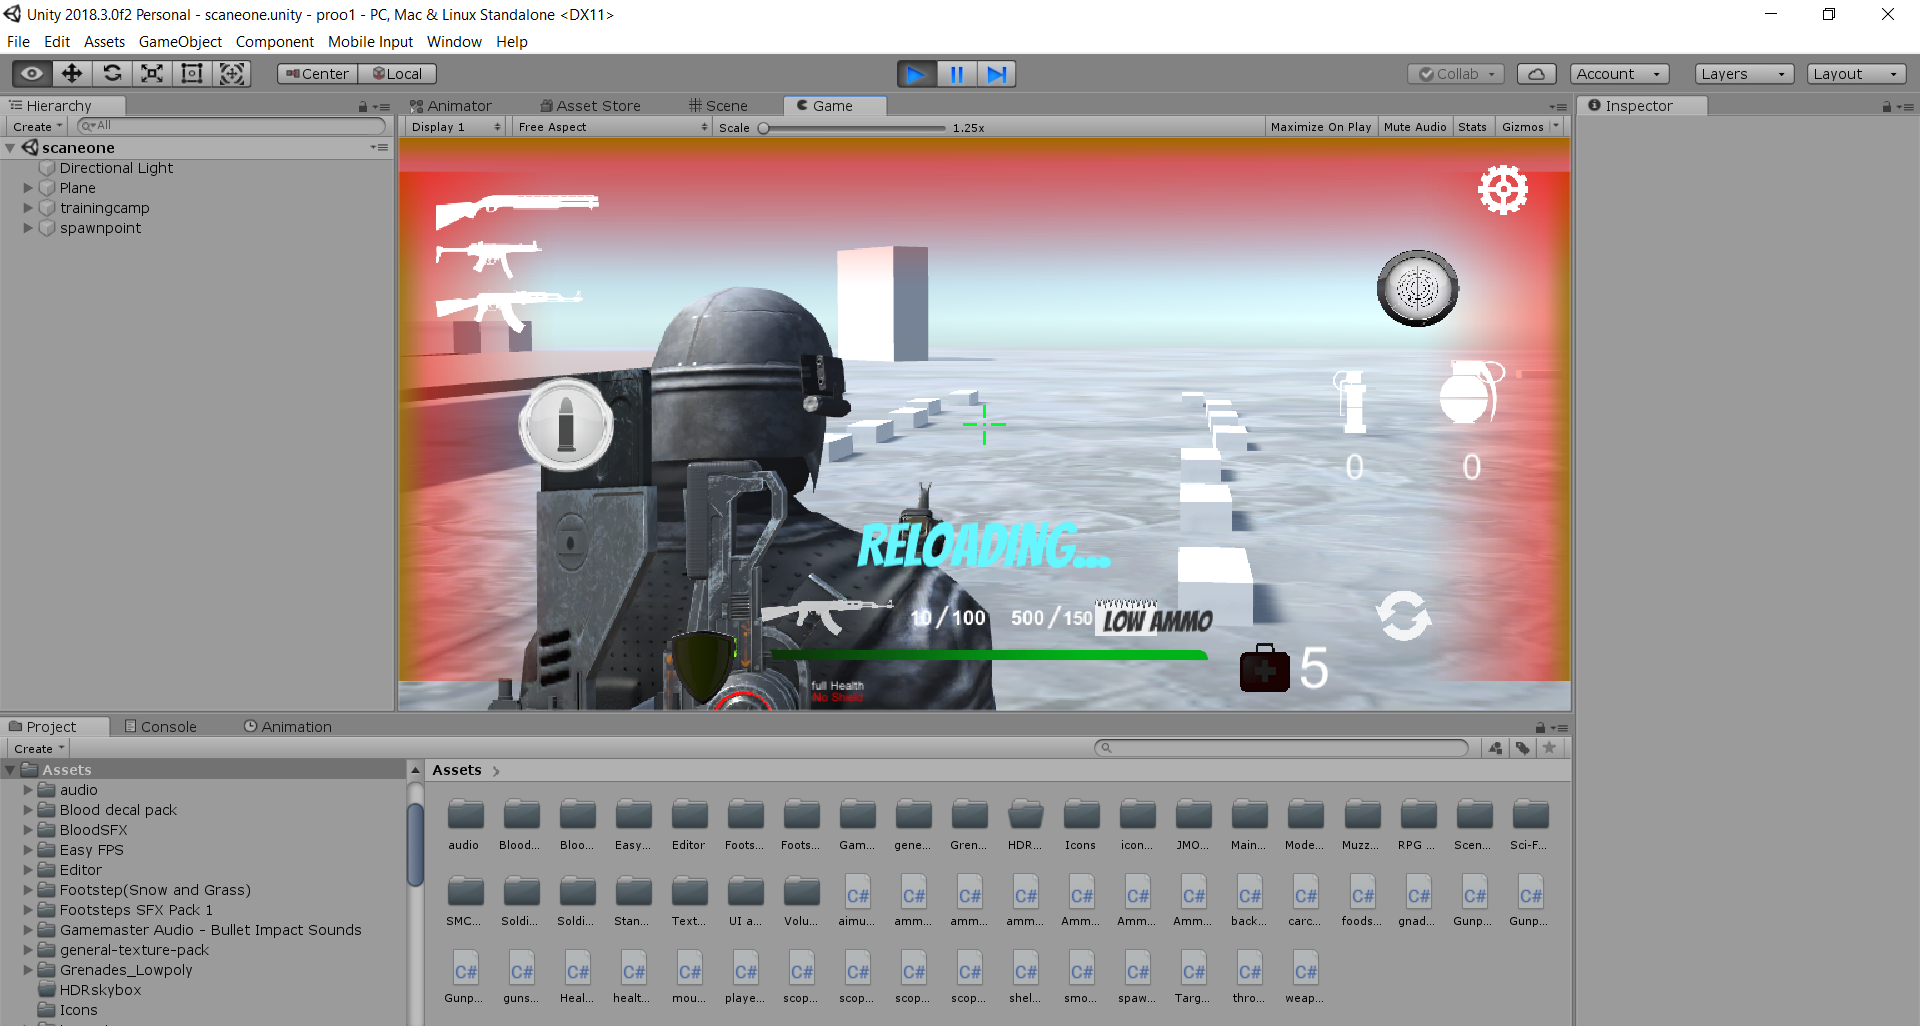 Unity 2018.3.0f2 Personal - scaneone.unity - proo1 - PC, Mac & Linux Standalone <DX11>
File Edit Assets GameObject Component Mobile Input Window Help
Center Local Collab Account Layers Layout
Hierarchy Animator Asset Store Scene Game Inspector
Create All Display 1 Free Aspect Scale 1.25x Maximize On Play Mute Audio Stats Gizmos
scaneone
Directional Light
Plane
trainingcamp
spawnpoint
0 0
RELOADING...
10/100 500/150 LOW AMMO
5
full Health
No Shield
Project Console Animation
Create
Assets
audio
Blood decal pack
BloodSFX
Easy FPS
Editor
Footstep(Snow and Grass)
Footsteps SFX Pack 1
Gamemaster Audio - Bullet Impact Sounds
general-texture-pack
Grenades_Lowpoly
HDRskybox
Icons
Assets
audio Blood... Bloo... Easy... Editor Foots... Foots... Gam... gene... Gren... HDR... Icons icon... JMO... Main... Mode... Muzz... RPG ... Scen... Sci-F...
C# C# C# C# C# C# C# C# C# C# C# C# C#
SMC... Soldi... Soldi... Stan... Text... UI a... Volu... aimu... amm... amm... amm... Amm... Amm... Amm... back... carc... foods... gnad... Gunp... Gunp...
C# C# C# C# C# C# C# C# C# C# C# C# C# C# C# C#
Gunp... guns... Heal... healt... mou... playe... scop... scop... scop... scop... shel... smo... spaw... Targ... thro... weap...